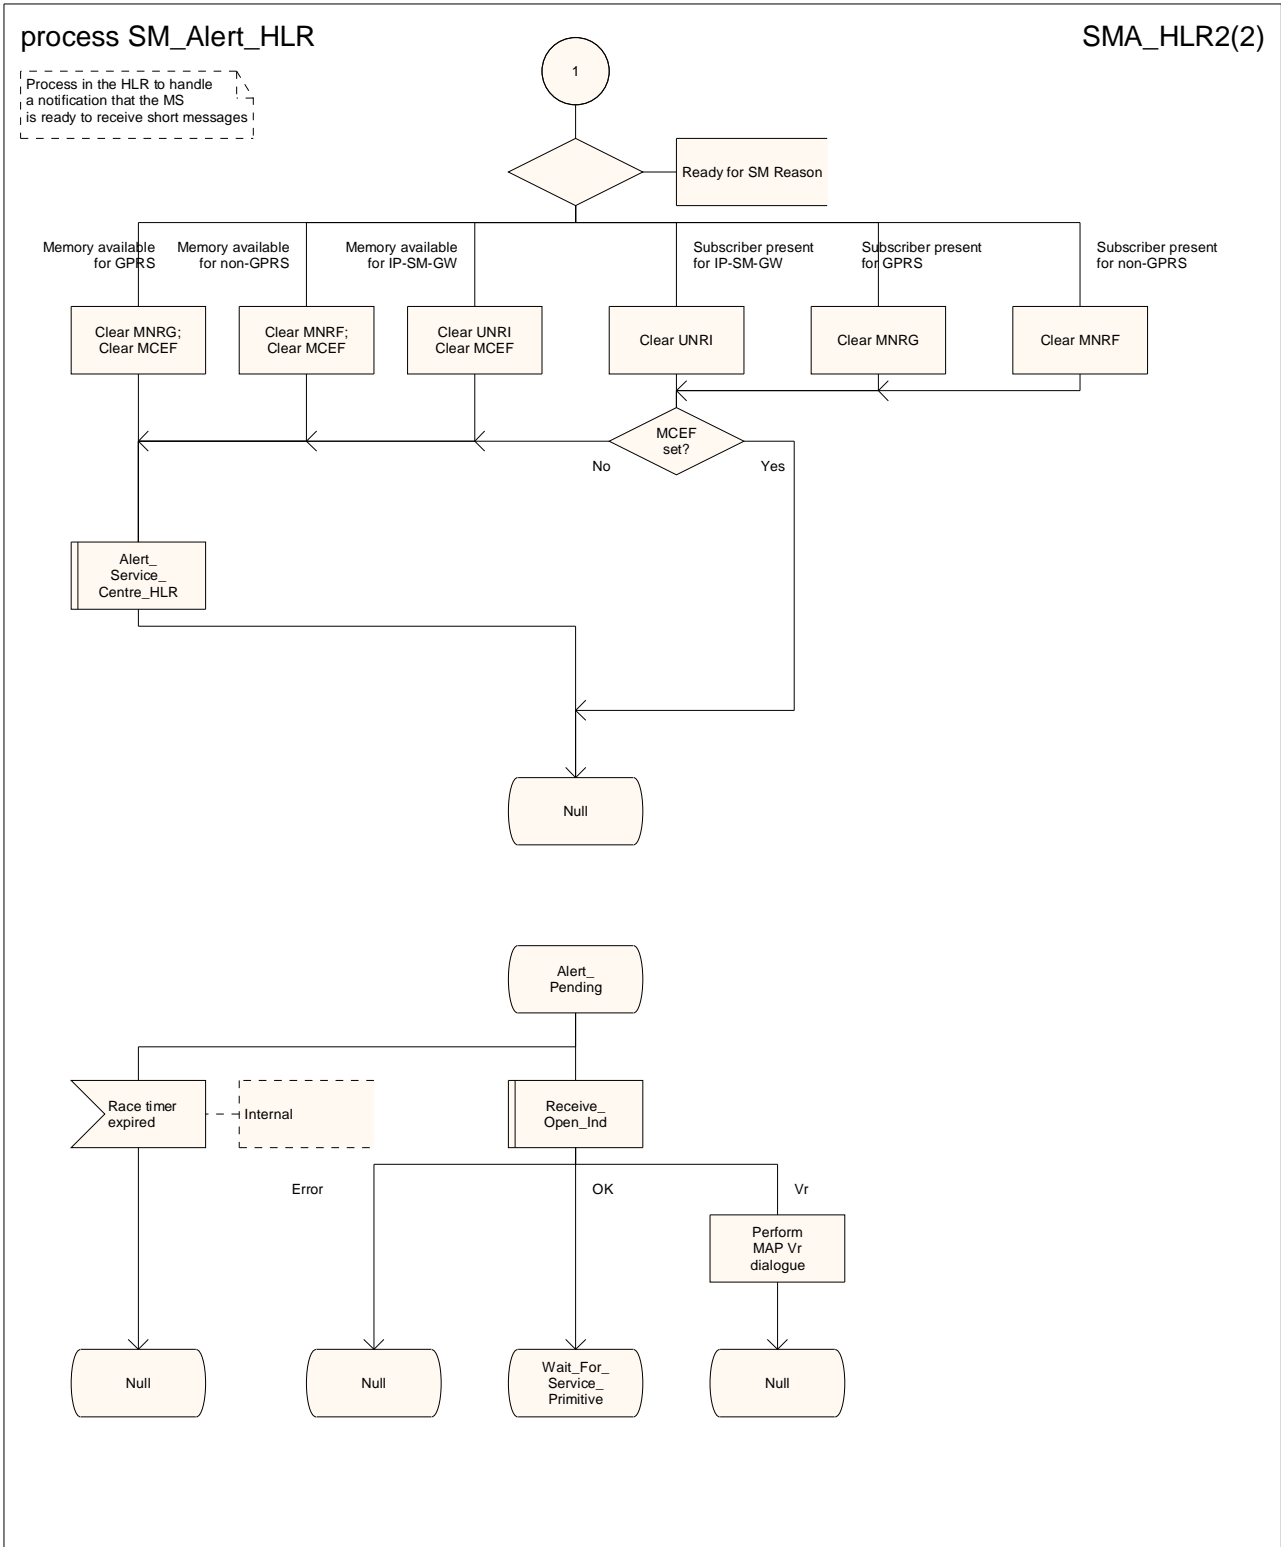 process SM_Alert_HLR
SMA_HLR2(2)
Process in the HLR to handle
a notification that the MS
is ready to receive short messages
1
Ready for SM Reason
Memory available
for GPRS
Memory available
for non-GPRS
Memory available
for IP-SM-GW
Subscriber present
for IP-SM-GW
Subscriber present
for GPRS
Subscriber present
for non-GPRS
Clear MNRG;
Clear MCEF
Clear MNRF;
Clear MCEF
Clear UNRI
Clear MCEF
Clear UNRI
Clear MNRG
Clear MNRF
MCEF
set?
No
Yes
Alert_
Service_
Centre_HLR
Null
Alert_
Pending
Race timer
expired
Internal
Receive_
Open_Ind
Error
OK
Vr
Perform
MAP Vr
dialogue
Null
Null
Wait_For_
Service_
Primitive
Null